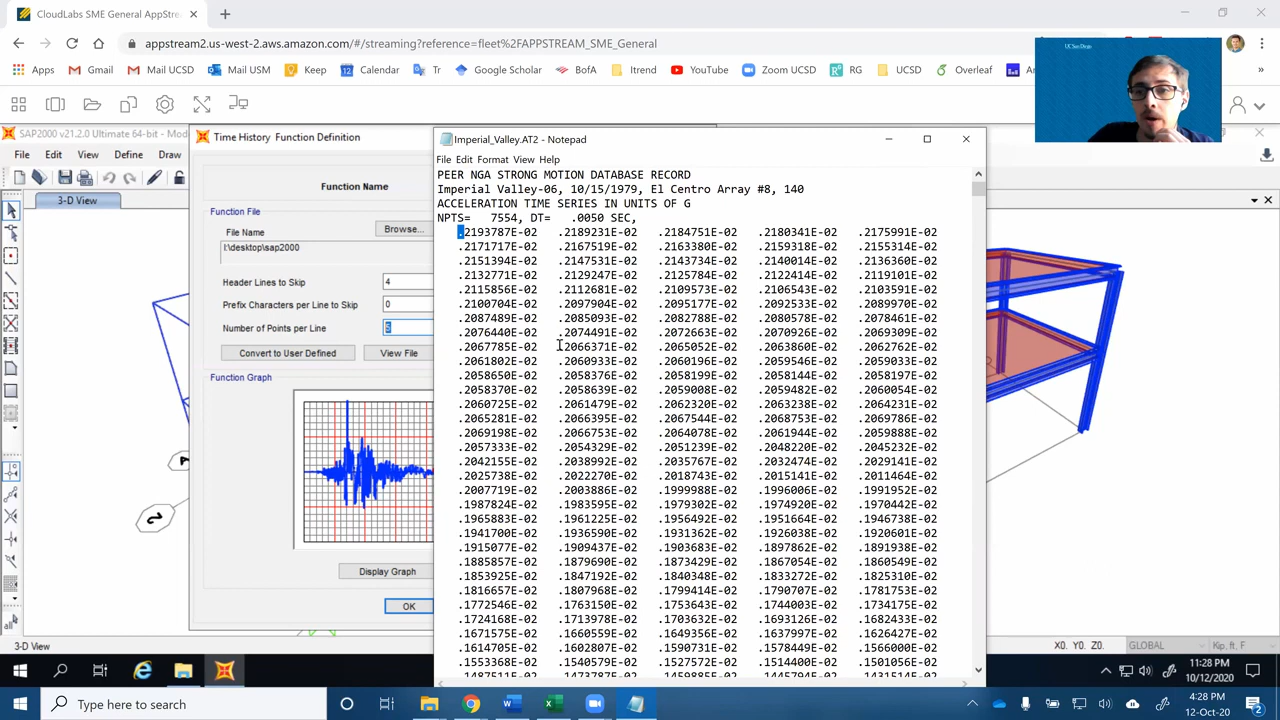 CloudLabs SME General AppStrea
appstream2.us-west-2.aws.amazon.com/#/streaming?reference=fleet%2FAPPSTREAM_SME_General
Apps Gmail Mail UCSD Mail USM Keep Calendar Tr Google Scholar BofA Itrend YouTube Zoom UCSD RG UCSD Overleaf
UC San Diego
SAP2000 v21.2.0 Ultimate 64-bit - Mod
File Edit View Define Draw
3-D View
Time History Function Definition
Function Name
Function File
File Name Browse...
I:\desktop\sap2000
Header Lines to Skip 4
Prefix Characters per Line to Skip 0
Number of Points per Line 5
Convert to User Defined View File
Function Graph
Display Graph
OK
Imperial_Valley.AT2 - Notepad
File Edit Format View Help
PEER NGA STRONG MOTION DATABASE RECORD
Imperial Valley-06, 10/15/1979, El Centro Array #8, 140
ACCELERATION TIME SERIES IN UNITS OF G
NPTS= 7554, DT= .0050 SEC,
.2193787E-02 .2189231E-02 .2184751E-02 .2180341E-02 .2175991E-02
.2171717E-02 .2167519E-02 .2163380E-02 .2159318E-02 .2155314E-02
.2151394E-02 .2147531E-02 .2143734E-02 .2140014E-02 .2136360E-02
.2132771E-02 .2129247E-02 .2125784E-02 .2122414E-02 .2119101E-02
.2115856E-02 .2112681E-02 .2109573E-02 .2106543E-02 .2103591E-02
.2100704E-02 .2097904E-02 .2095171E-02 .2092533E-02 .2089970E-02
.2087489E-02 .2085093E-02 .2082788E-02 .2080578E-02 .2078461E-02
.2076440E-02 .2074491E-02 .2072663E-02 .2070926E-02 .2069309E-02
.2067785E-02 .2066371E-02 .2065052E-02 .2063860E-02 .2062762E-02
.2061802E-02 .2060933E-02 .2060195E-02 .2059546E-02 .2059033E-02
.2058650E-02 .2058376E-02 .2058199E-02 .2058144E-02 .2058197E-02
.2058370E-02 .2058639E-02 .2059008E-02 .2059482E-02 .2060054E-02
.2060725E-02 .2061479E-02 .2062324E-02 .2063238E-02 .2064231E-02
.2065281E-02 .2066394E-02 .2067544E-02 .2068753E-02 .2069786E-02
.2069198E-02 .2066753E-02 .2064078E-02 .2061944E-02 .2059888E-02
.2057335E-02 .2054329E-02 .2051235E-02 .2048220E-02 .2045232E-02
.2042155E-02 .2038992E-02 .2035767E-02 .2032474E-02 .2029141E-02
.2025738E-02 .2022270E-02 .2018743E-02 .2015141E-02 .2011464E-02
.2007719E-02 .2003886E-02 .1999988E-02 .1996006E-02 .1991952E-02
.1987824E-02 .1983595E-02 .1979302E-02 .1974920E-02 .1970442E-02
.1965883E-02 .1961225E-02 .1956492E-02 .1951664E-02 .1946738E-02
.1941700E-02 .1936590E-02 .1931362E-02 .1926038E-02 .1920601E-02
.1915077E-02 .1909437E-02 .1903683E-02 .1897862E-02 .1891938E-02
.1885857E-02 .1879690E-02 .1873429E-02 .1867054E-02 .1860549E-02
.1853925E-02 .1847192E-02 .1840348E-02 .1833272E-02 .1825310E-02
.1816657E-02 .1807968E-02 .1799414E-02 .1790707E-02 .1781753E-02
.1772546E-02 .1763150E-02 .1753643E-02 .1744003E-02 .1734175E-02
.1724163E-02 .1713978E-02 .1703632E-02 .1693126E-02 .1682433E-02
.1671575E-02 .1660559E-02 .1649356E-02 .1637997E-02 .1626427E-02
.1614705E-02 .1602807E-02 .1590731E-02 .1578449E-02 .1566000E-02
.1553368E-02 .1540579E-02 .1527572E-02 .1514400E-02 .1501056E-02
3-D View
X0. Y0. Z0. GLOBAL Kip, ft, F
11:28 PM
10/12/2020
Type here to search
4:28 PM
12-Oct-20
2